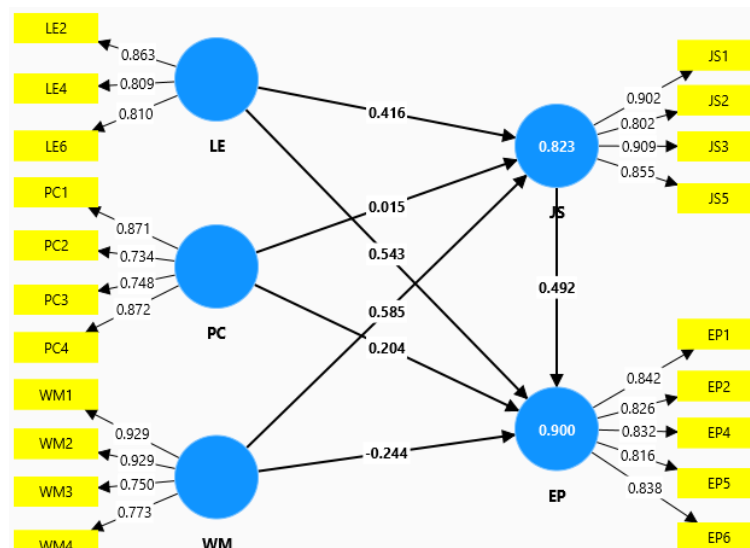 LE2
0.863
LE4
0.809
0.810
LE6
LE
PC1
0.871
PC2
0.734
0.748
PC3
0.872
PC4
PC
WM1
0.929
WM2
0.929
0.750
WM3
0.773
WM4
WM
0.416
0.015
0.543
0.585
0.204
-0.244
0.823
JS
0.492
0.900
EP
JS1
0.902
JS2
0.802
0.909
JS3
0.855
JS5
EP1
0.842
EP2
0.826
0.832
EP4
0.816
EP5
0.838
EP6